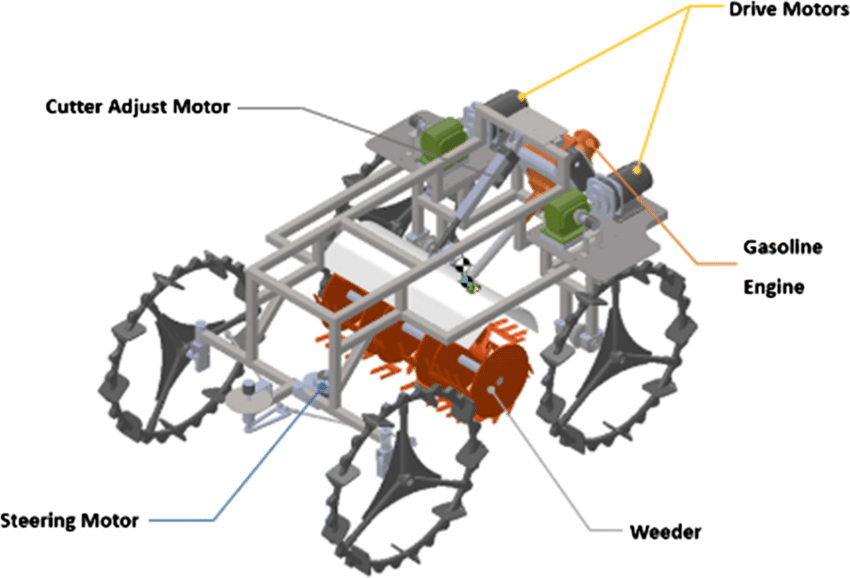 Drive Motors
Cutter Adjust Motor
Gasoline
Engine
Steering Motor
Weeder